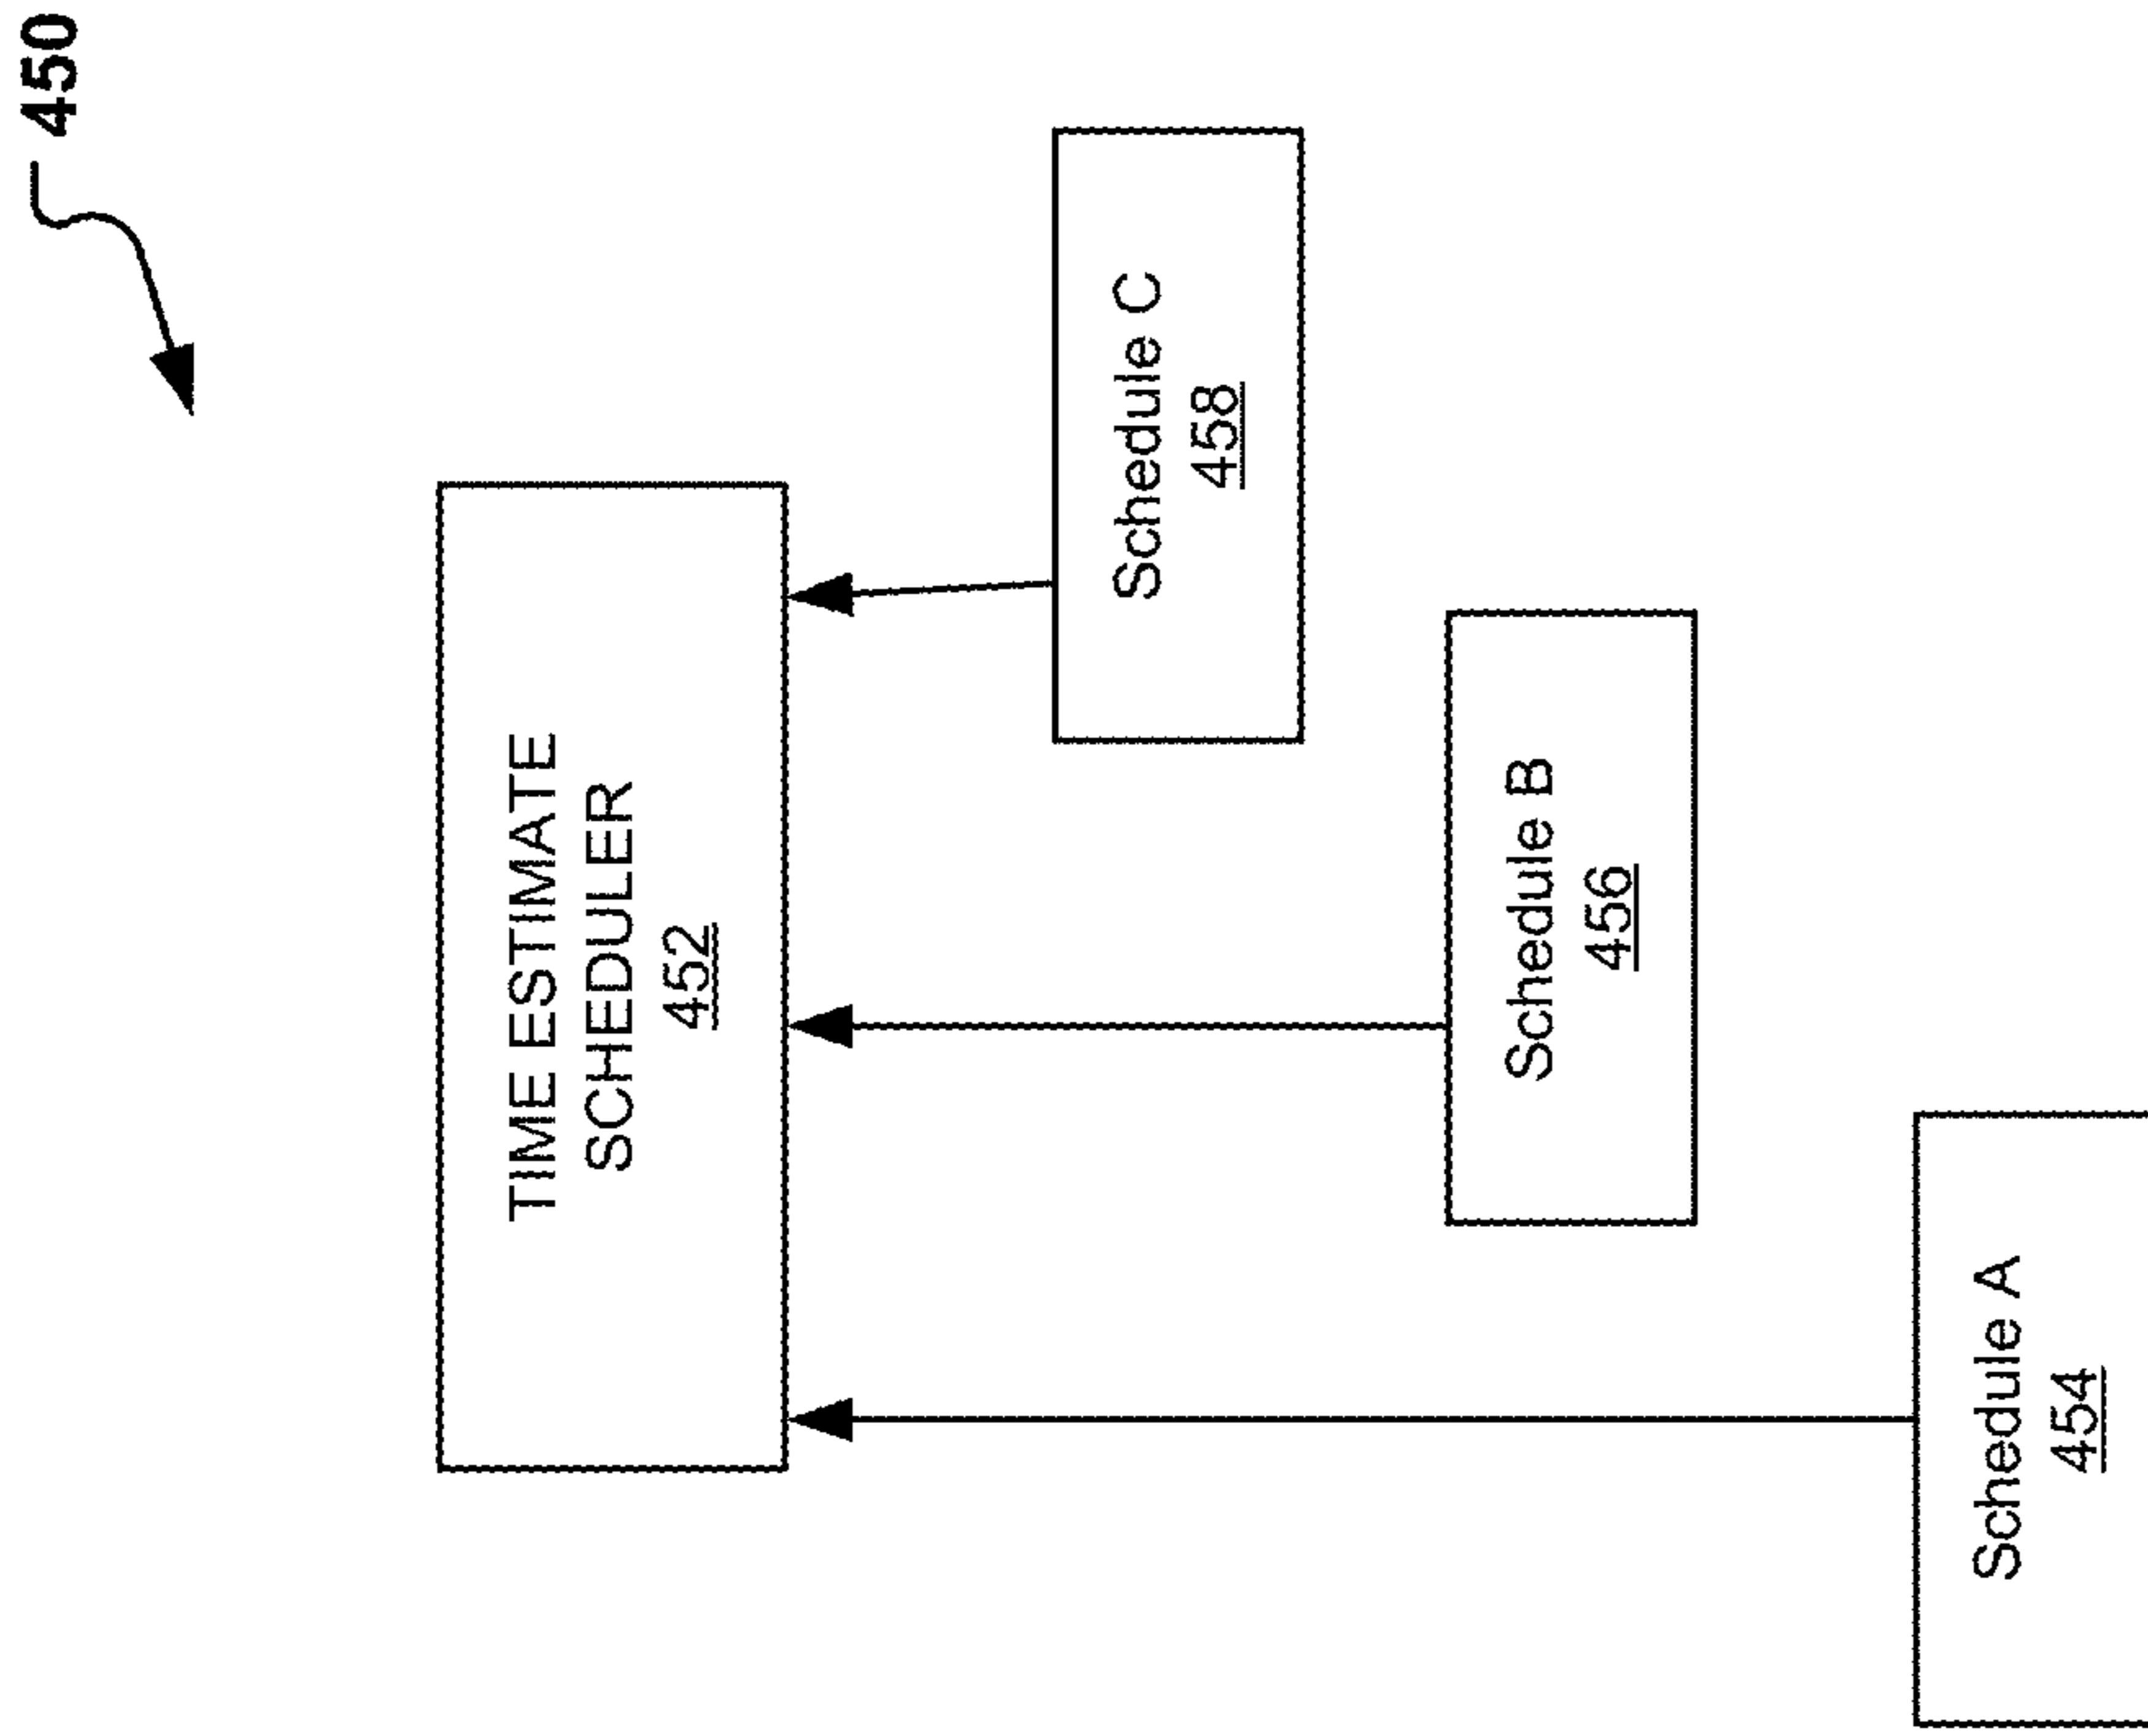 450
TIME ESTIMATE
SCHEDULER
452
Schedule C
458
Schedule B
456
Schedule A
454